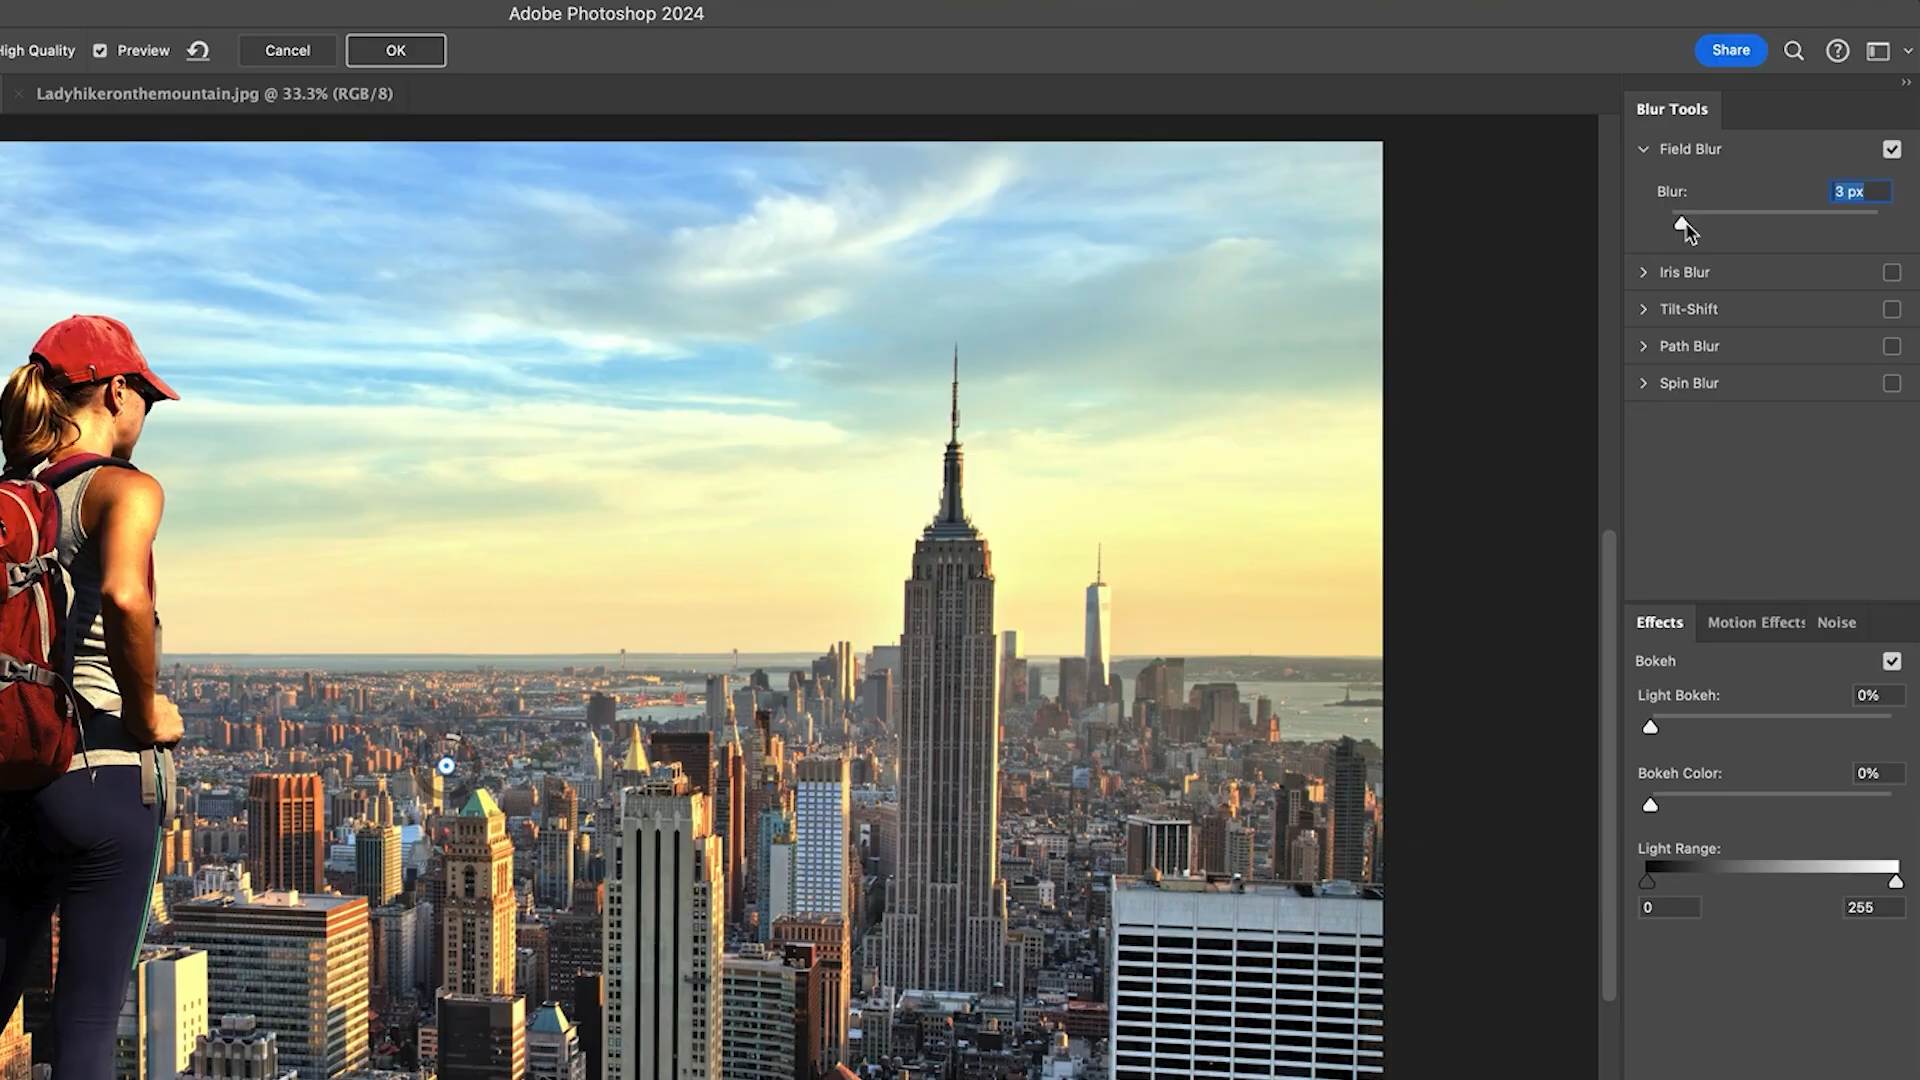 Adobe Photoshop 2024
High Quality Preview Cancel OK Share
Ladyhikeronthemountain.jpg @ 33.3% (RGB/8)
Blur Tools
Field Blur
Blur: 3 px
Iris Blur
Tilt-Shift
Path Blur
Spin Blur
Effects Motion Effects Noise
Bokeh
Light Bokeh: 0%
Bokeh Color: 0%
Light Range:
0 255